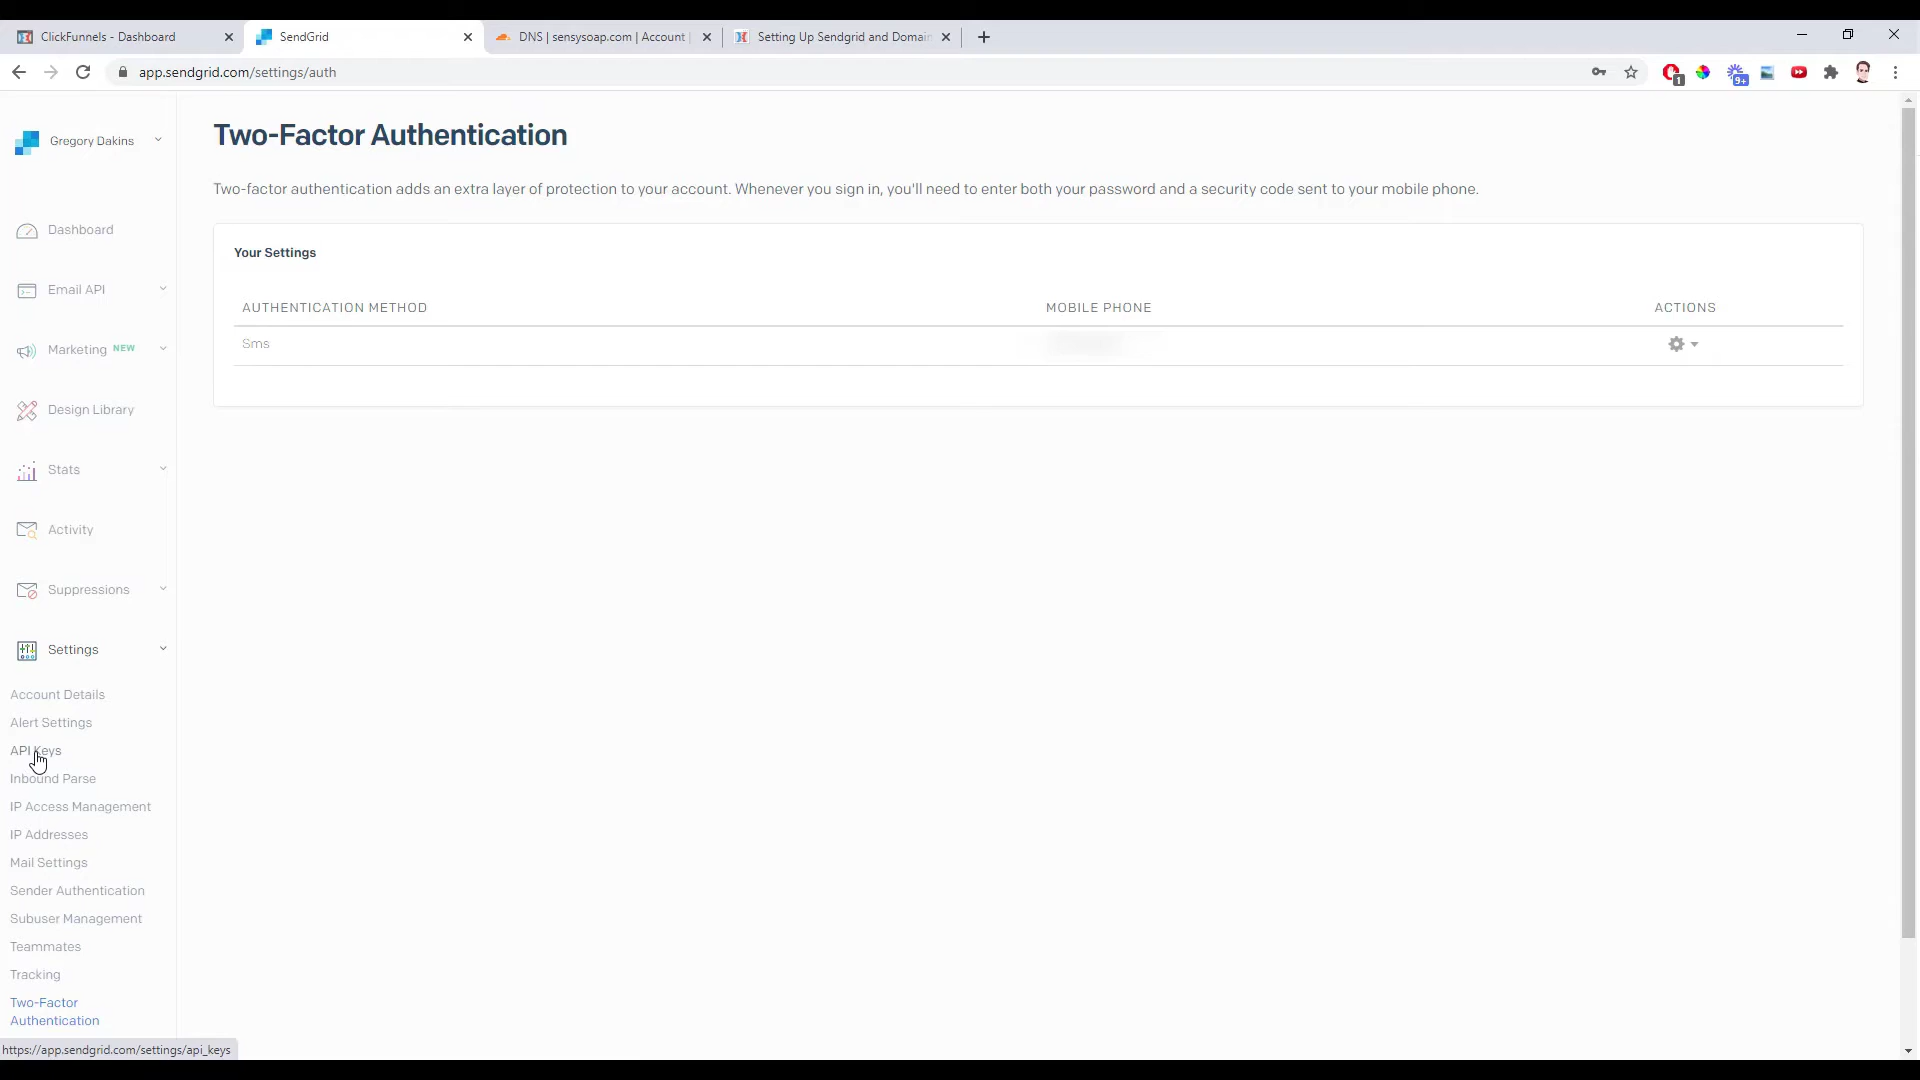 ClickFunnels - Dashboard
SendGrid
DNS | sensysoap.com | Account |
Setting Up Sendgrid and Domain
app.sendgrid.com/settings/auth
1
9+
Gregory Dakins
Dashboard
Email API
Marketing NEW
Design Library
Stats
Activity
Suppressions
Settings
Account Details
Alert Settings
API Keys
Inbound Parse
IP Access Management
IP Addresses
Mail Settings
Sender Authentication
Subuser Management
Teammates
Tracking
Two-Factor
Authentication
https://app.sendgrid.com/settings/api_keys
Two-Factor Authentication
Two-factor authentication adds an extra layer of protection to your account. Whenever you sign in, you'll need to enter both your password and a security code sent to your mobile phone.
Your Settings
AUTHENTICATION METHOD MOBILE PHONE ACTIONS
Sms